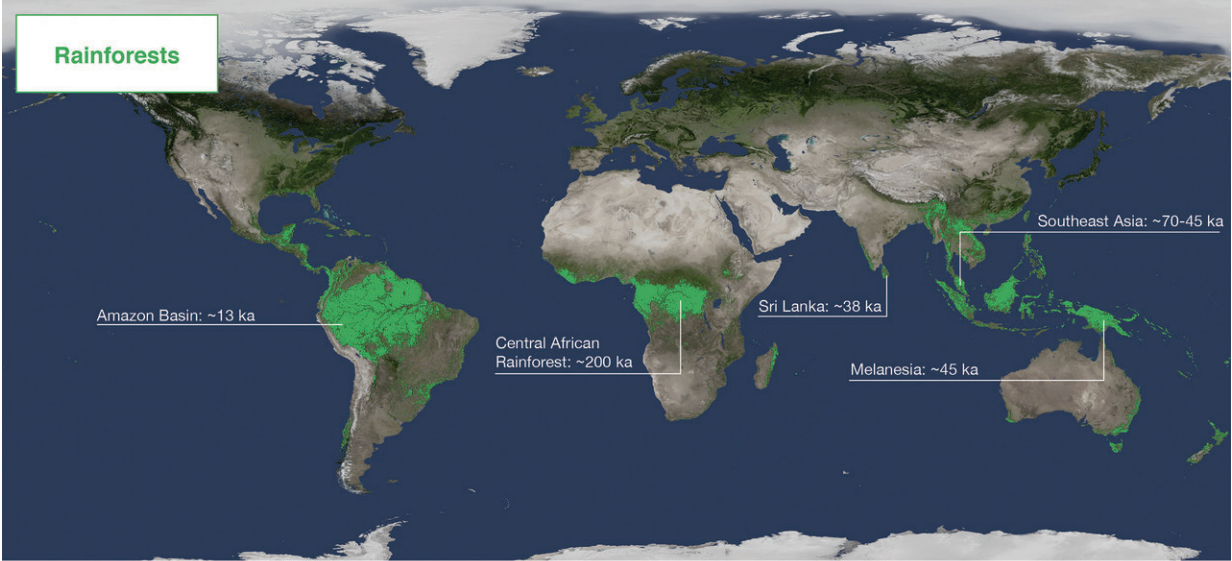 Rainforests
Southeast Asia: ~70-45 ka
Amazon Basin: ~13 ka
Sri Lanka: ~38 ka
Central African
Rainforest: ~200 ka
Melanesia: ~45 ka